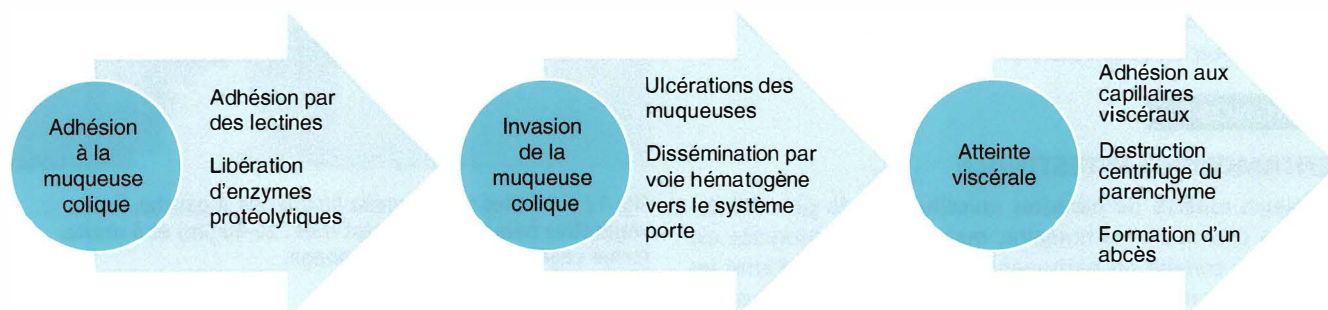 Adhésion
à la
muqueuse
colique
Adhésion par
des lectines
Libération
d'enzymes
protéolytiques
Invasion
de la
muqueuse
colique
Ulcérations des
muqueuses
Dissémination par
voie hématogène
vers le système
porte
Atteinte
viscérale
Adhésion aux
capillaires
viscéraux
Destruction
centrifuge du
parenchyme
Formation d'un
abcès